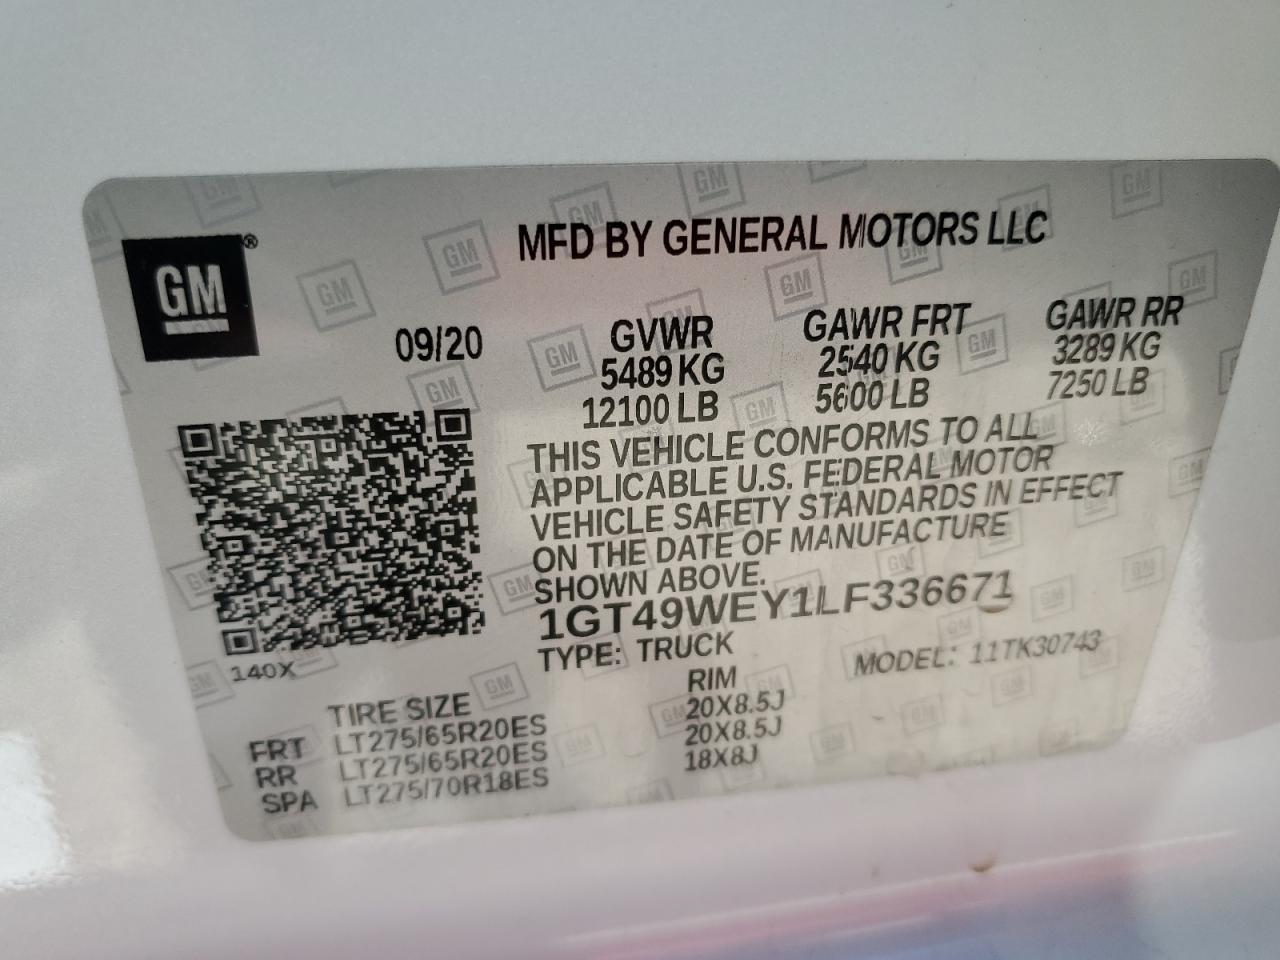 GM®
MFD BY GENERAL MOTORS LLC
09/20
GVWR GAWR FRT GAWR RR
5489 KG 2540 KG 3289 KG
12100 LB 5600 LB 7250 LB
THIS VEHICLE CONFORMS TO ALL
APPLICABLE U.S. FEDERAL MOTOR
VEHICLE SAFETY STANDARDS IN EFFECT
ON THE DATE OF MANUFACTURE
SHOWN ABOVE.
1GT49WEY1LF336671
TYPE: TRUCK MODEL: 11TK30743
140X
TIRE SIZE RIM
FRT LT275/65R20ES 20X8.5J
RR LT275/65R20ES 20X8.5J
SPA LT275/70R18ES 18X8J